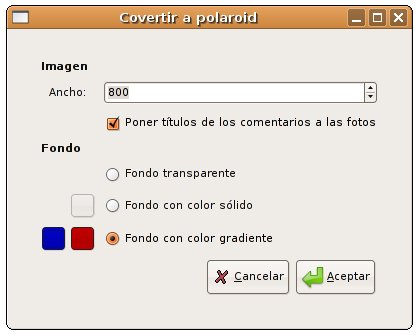 Covertir a polaroid
Imagen
Ancho: 800
Poner títulos de los comentarios a las fotos
Fondo
Fondo transparente
Fondo con color sólido
Fondo con color gradiente
Cancelar Aceptar